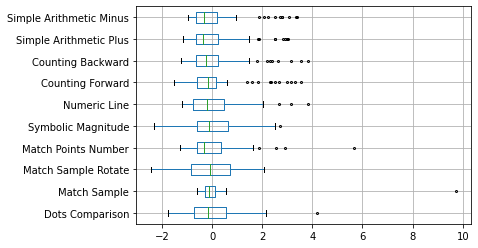 Simple Arithmetic Minus
Simple Arithmetic Plus
Counting Backward
Counting Forward
Numeric Line
Symbolic Magnitude
Match Points Number
Match Sample Rotate
Match Sample
Dots Comparison
−2 0 2 4 6 8 10